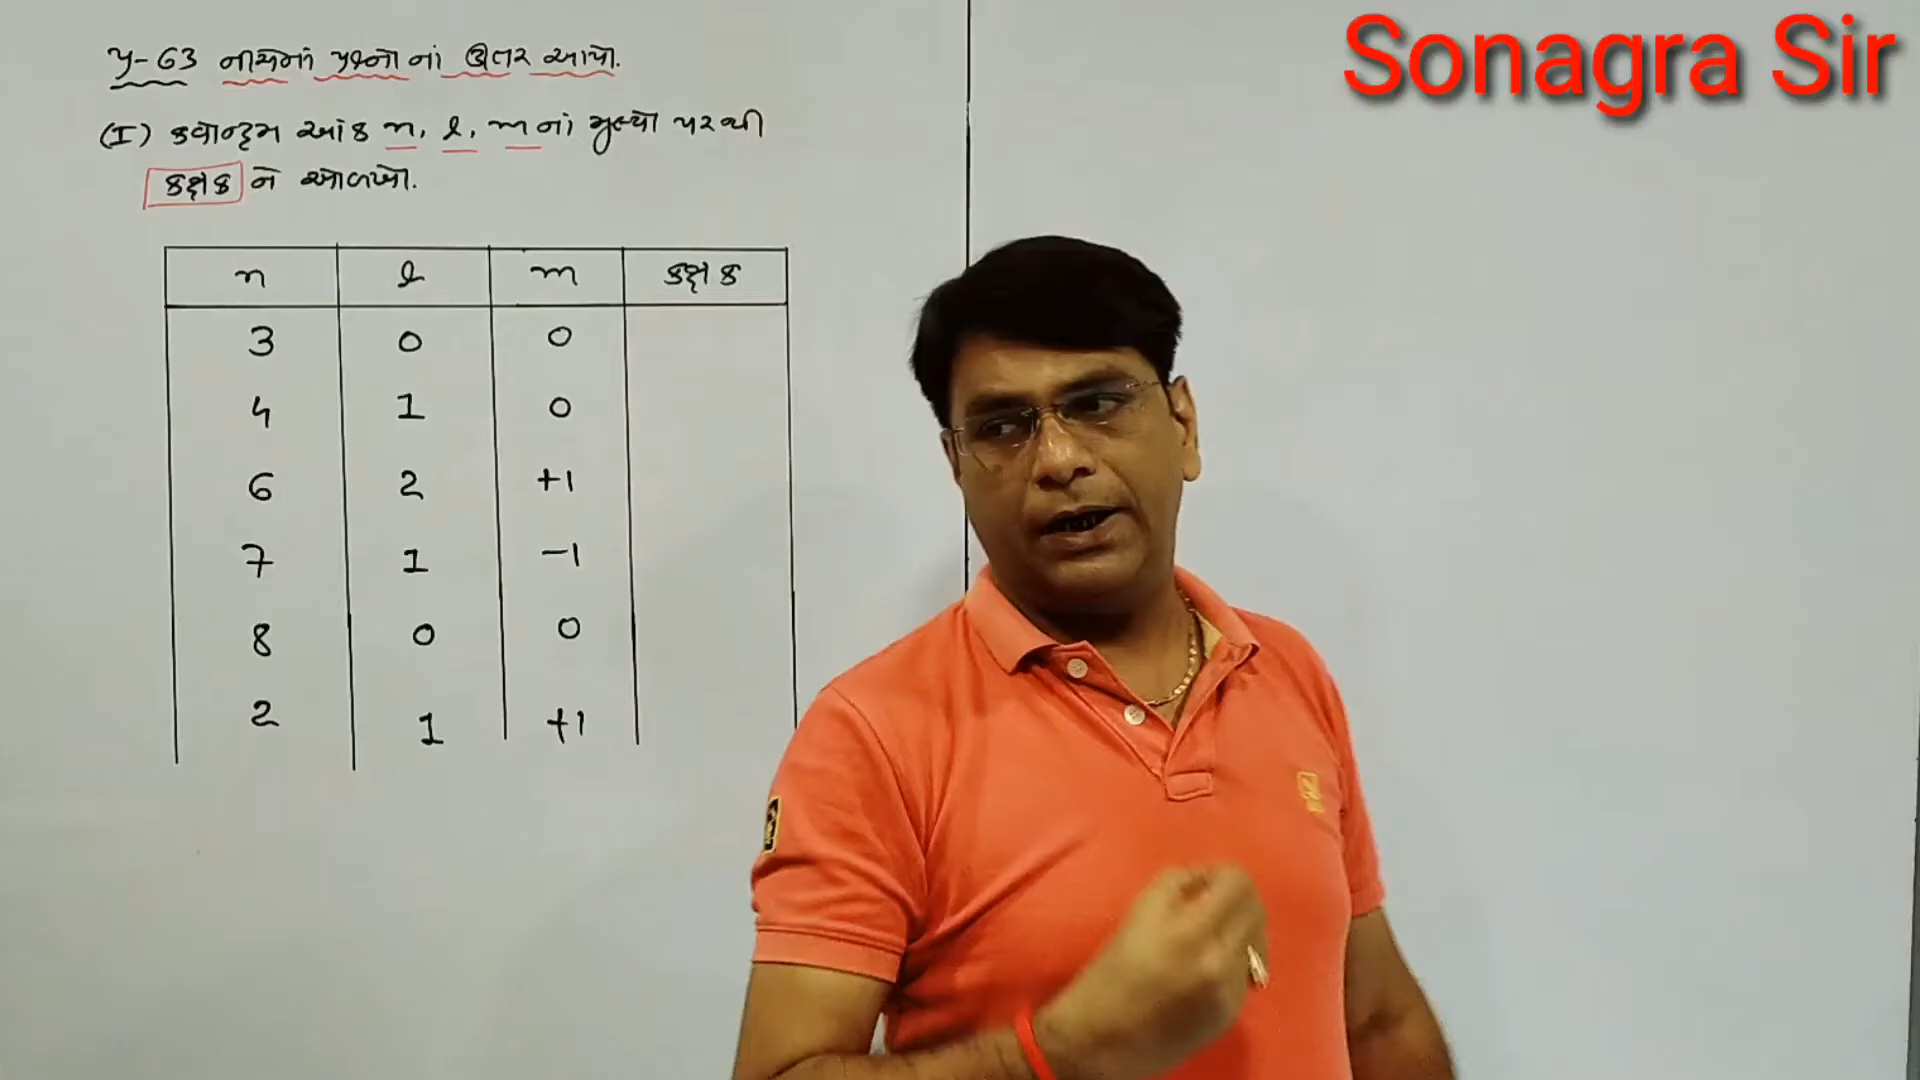 Sonagra Sir
પ્ર-63 નીચેનાં પ્રશ્નોનાં ઉત્તર આપો.
(I) ક્વોન્ટમ આંક n, l, m નાં મૂલ્યો પરથી
કક્ષક ને ઓળખો.
n l m કક્ષક
3 0 0
4 1 0
6 2 +1
7 1 -1
8 0 0
2 1 +1